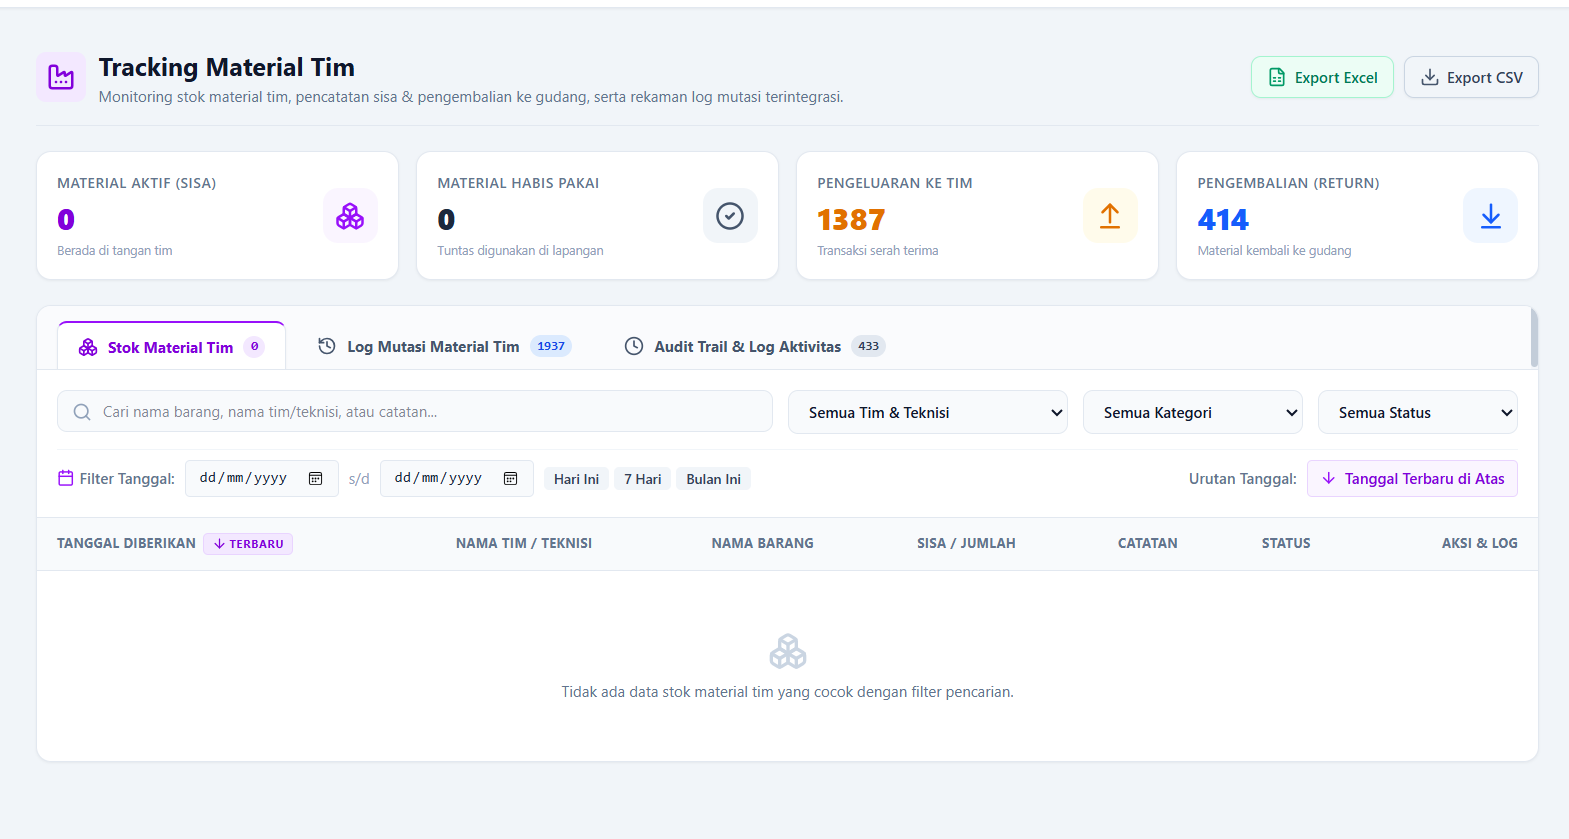 Tracking Material Tim
Monitoring stok material tim, pencatatan sisa & pengembalian ke gudang, serta rekaman log mutasi terintegrasi.
Export Excel
Export CSV
MATERIAL AKTIF (SISA)
0
Berada di tangan tim
MATERIAL HABIS PAKAI
0
Tuntas digunakan di lapangan
PENGELUARAN KE TIM
1387
Transaksi serah terima
PENGEMBALIAN (RETURN)
414
Material kembali ke gudang
Stok Material Tim 0
Log Mutasi Material Tim 1937
Audit Trail & Log Aktivitas 433
Cari nama barang, nama tim/teknisi, atau catatan...
Semua Tim & Teknisi
Semua Kategori
Semua Status
Filter Tanggal: dd/mm/yyyy s/d dd/mm/yyyy Hari Ini 7 Hari Bulan Ini
Urutan Tanggal: Tanggal Terbaru di Atas
TANGGAL DIBERIKAN TERBARU NAMA TIM / TEKNISI NAMA BARANG SISA / JUMLAH CATATAN STATUS AKSI & LOG
Tidak ada data stok material tim yang cocok dengan filter pencarian.